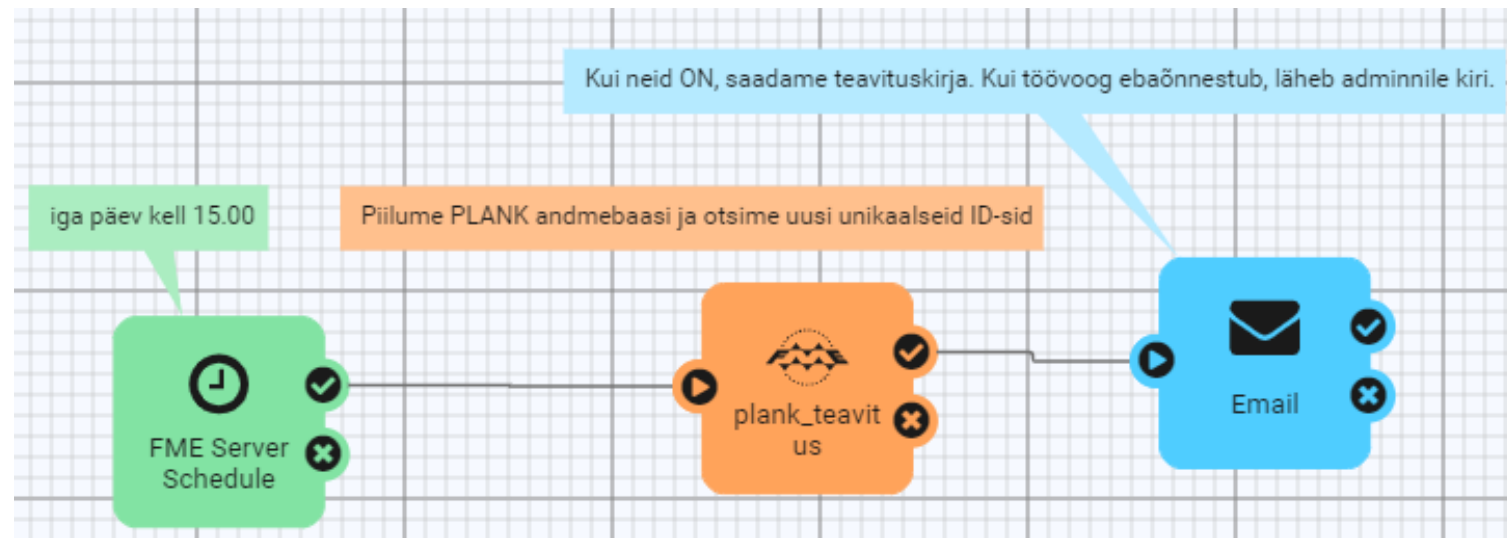 Kui neid ON, saadame teavituskirja. Kui töövoog ebaõnnestub, läheb adminnile kiri.
iga päev kell 15.00
Piilume PLANK andmebaasi ja otsime uusi unikaalseid ID-sid
FME Server
Schedule
FME
plank_teavit
us
Email